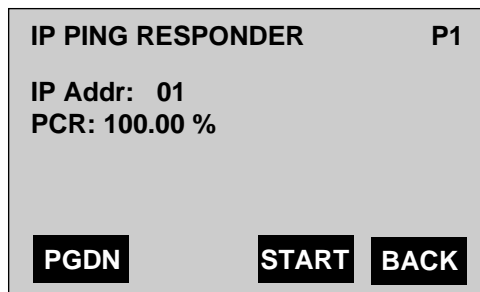 IP PING RESPONDER P1
IP Addr: 01
PCR: 100.00 %
PGDN START BACK